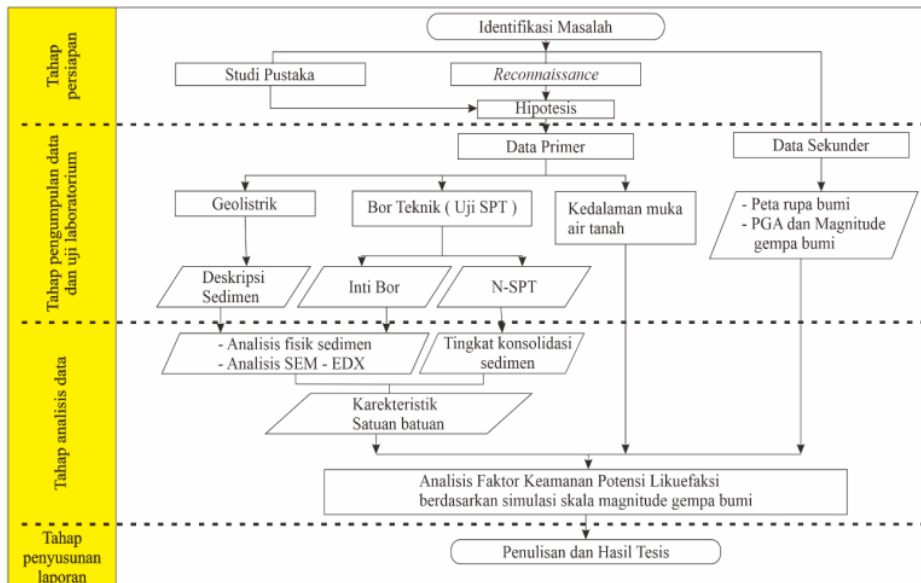 Tahap
persiapan
Identifikasi Masalah
Studi Pustaka
Reconnaissance
Hipotesis
Tahap pengumpulan data
dan uji laboratorium
Data Primer
Data Sekunder
Geolistrik
Bor Teknik ( Uji SPT )
Kedalaman muka
air tanah
- Peta rupa bumi
- PGA dan Magnitude
gempa bumi
Deskripsi
Sedimen
Inti Bor
N-SPT
Tahap analisis data
- Analisis fisik sedimen
- Analisis SEM - EDX
Tingkat konsolidasi
sedimen
Karekteristik
Satuan batuan
Analisis Faktor Keamanan Potensi Likuefaksi
berdasarkan simulasi skala magnitude gempa bumi
Tahap
penyusunan
laporan
Penulisan dan Hasil Tesis